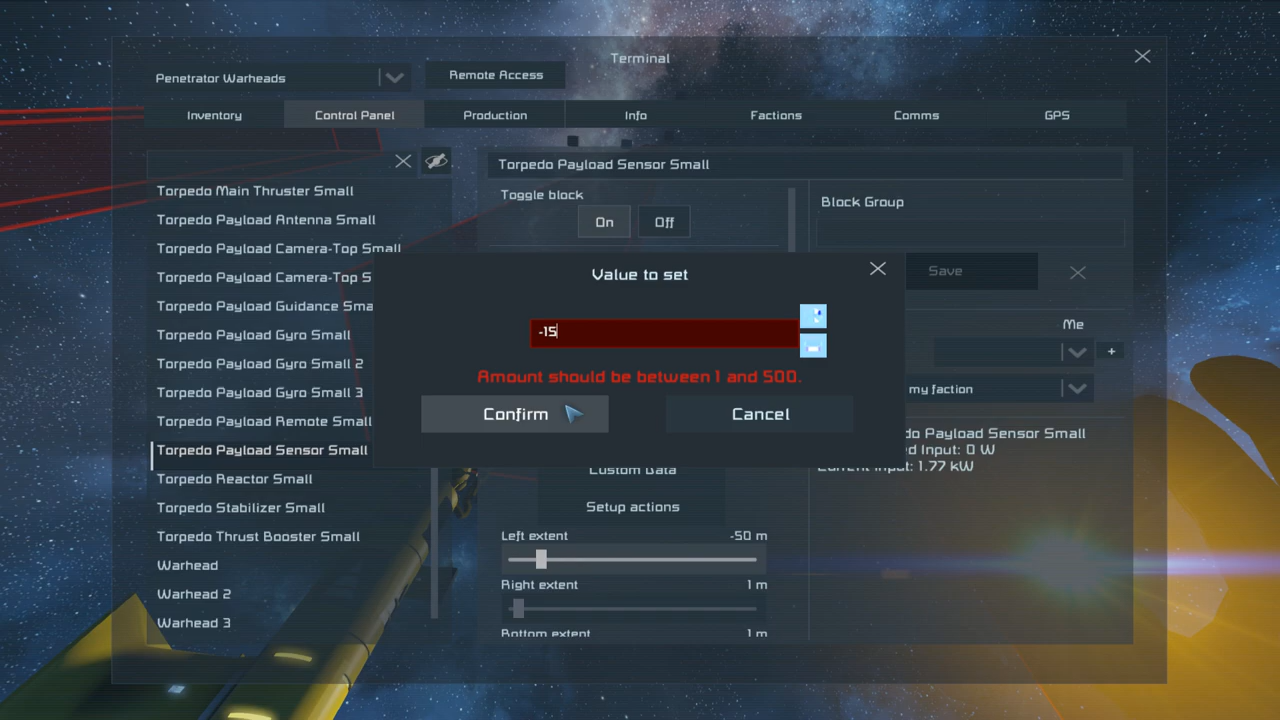 Terminal
Penetrator Warheads
Remote Access
Inventory
Control Panel
Production
Info
Factions
Comms
GPS
Torpedo Main Thruster Small
Torpedo Payload Antenna Small
Torpedo Payload Camera-Top Small
Torpedo Payload Camera-Top S
Torpedo Payload Guidance Sma
Torpedo Payload Gyro Small
Torpedo Payload Gyro Small 2
Torpedo Payload Gyro Small 3
Torpedo Payload Remote Small
Torpedo Payload Sensor Small
Torpedo Reactor Small
Torpedo Stabilizer Small
Torpedo Thrust Booster Small
Warhead
Warhead 2
Warhead 3
Torpedo Payload Sensor Small
Toggle block
On
Off
Value to set
-15
Amount should be between 1 and 500.
Confirm
Cancel
Custom Data
Setup actions
Left extent
-50 m
Right extent
1 m
Bottom extent
1 m
Block Group
Save
Me
+
my faction
do Payload Sensor Small
d Input: 0 W
Current Input: 1.77 kW